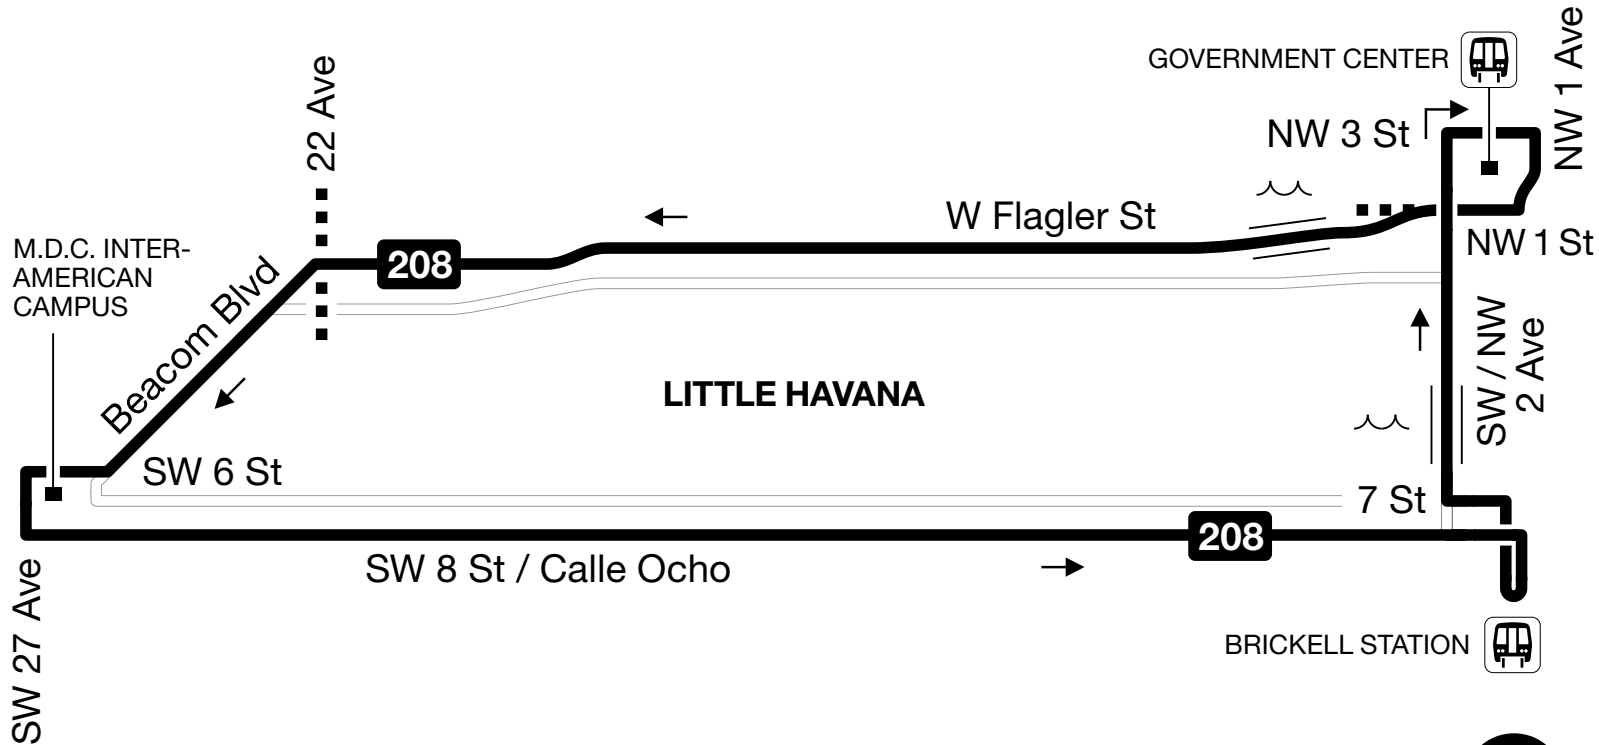 NW 1 Ave
GOVERNMENT CENTER
22 Ave
NW 3 St
W Flagler St
NW 1 St
M.D.C. INTER-
AMERICAN
CAMPUS
208
Beacom Blvd
SW / NW
2 Ave
LITTLE HAVANA
SW 6 St
7 St
208
SW 8 St / Calle Ocho
SW 27 Ave
BRICKELL STATION